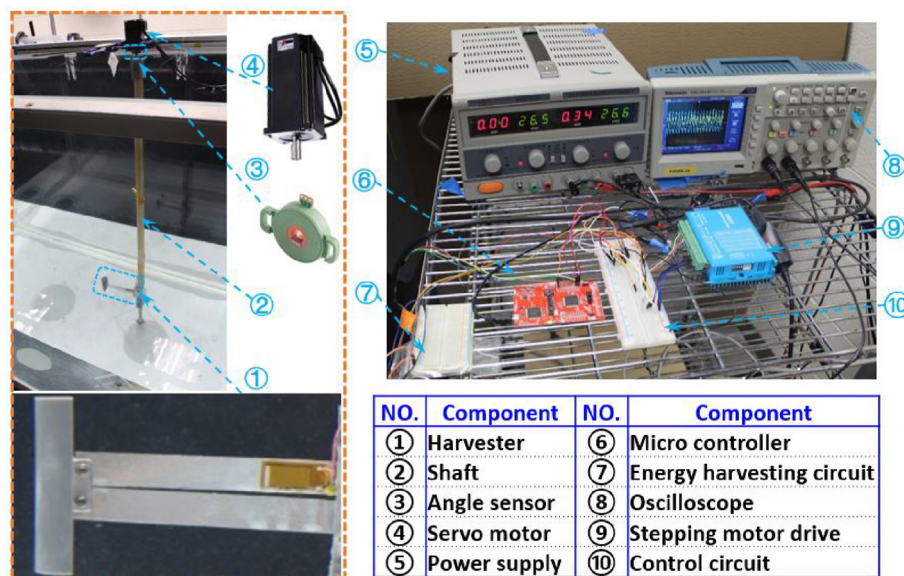 ④
⑤
0.00 26.5 0.34 26.6
Tektronix
③
⑥
⑧
⑨
②
⑦
⑩
①
NO. Component NO. Component
① Harvester ⑥ Micro controller
② Shaft ⑦ Energy harvesting circuit
③ Angle sensor ⑧ Oscilloscope
④ Servo motor ⑨ Stepping motor drive
⑤ Power supply ⑩ Control circuit